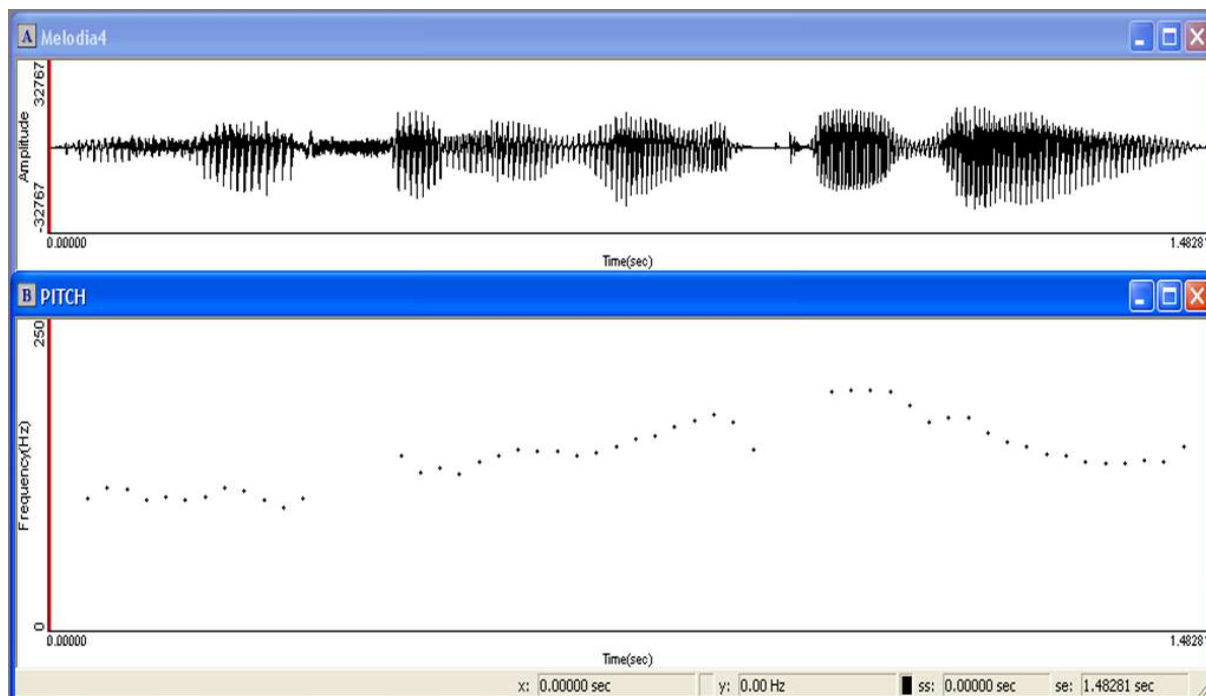 A Melodia4
32767
Amplitude
-32767
0.00000 1.48281
Time(sec)
B PITCH
250
Frequency(Hz)
0
0.00000 1.48281
Time(sec)
x: 0.00000 sec y: 0.00 Hz ss: 0.00000 sec se: 1.48281 sec